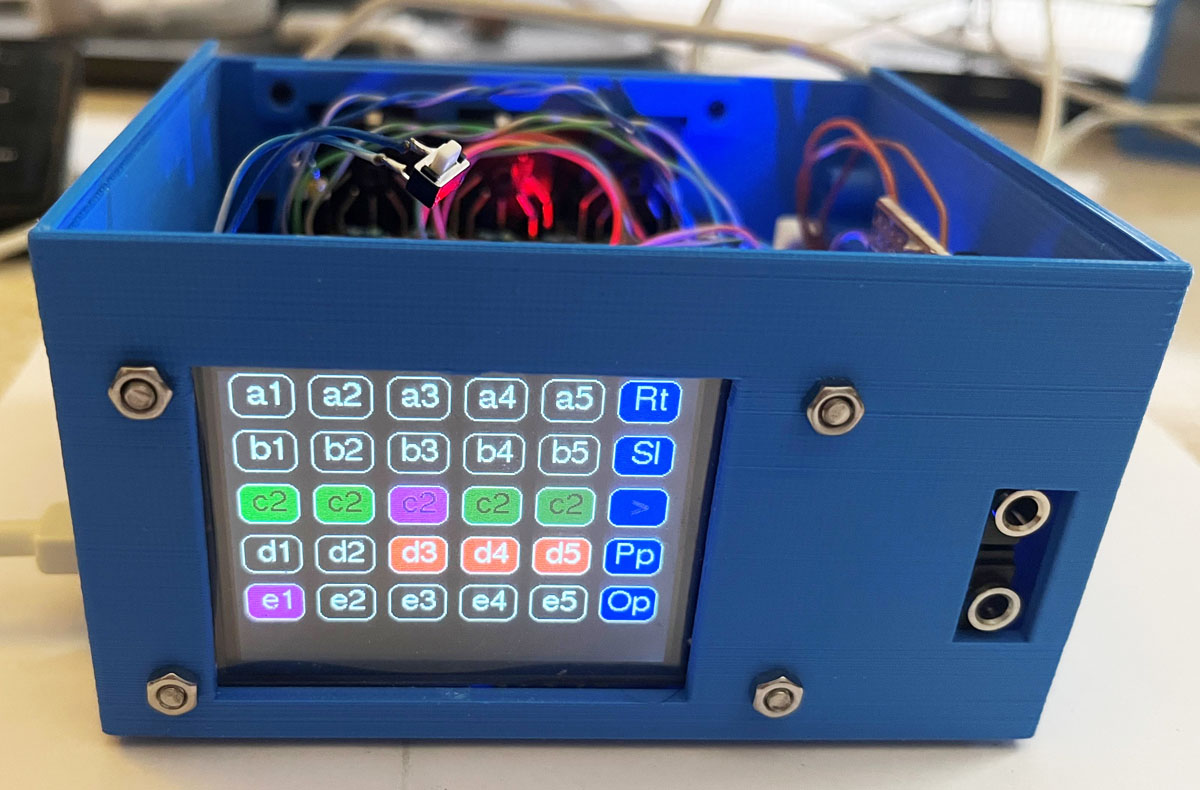 a1 a2 a3 a4 a5 Rt
b1 b2 b3 b4 b5 Sl
c2 c2 c2 c2 c2 >
d1 d2 d3 d4 d5 Pp
e1 e2 e3 e4 e5 Op